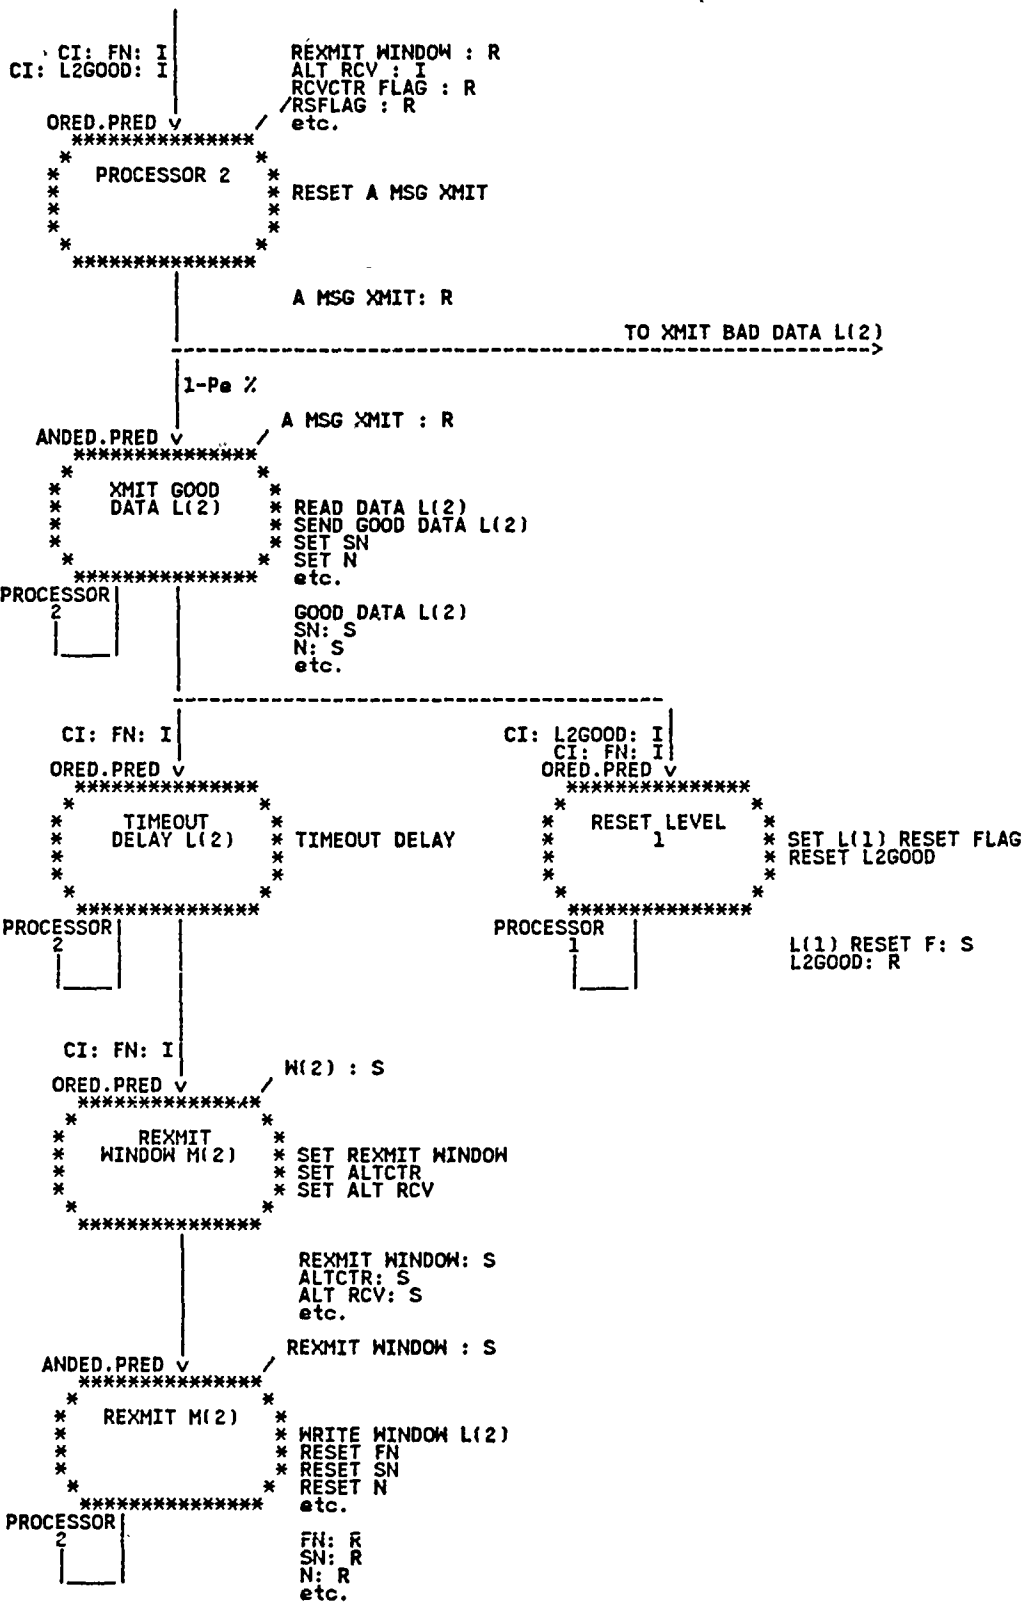 CI: FN: I
CI: L2GOOD: I
REXMIT WINDOW : R
ALT RCV : I
RCVCTR FLAG : R
RSFLAG : R
etc.
ORED.PRED
PROCESSOR 2
RESET A MSG XMIT
A MSG XMIT: R
TO XMIT BAD DATA L(2)
1-Pe %
A MSG XMIT : R
ANDED.PRED
XMIT GOOD
DATA L(2)
READ DATA L(2)
SEND GOOD DATA L(2)
SET SN
SET N
etc.
PROCESSOR
2
GOOD DATA L(2)
SN: S
N: S
etc.
CI: FN: I
ORED.PRED
TIMEOUT
DELAY L(2)
TIMEOUT DELAY
PROCESSOR
2
CI: L2GOOD: I
CI: FN: I
ORED.PRED
RESET LEVEL
1
SET L(1) RESET FLAG
RESET L2GOOD
PROCESSOR
1
L(1) RESET F: S
L2GOOD: R
CI: FN: I
W(2) : S
ORED.PRED
REXMIT
WINDOW M(2)
SET REXMIT WINDOW
SET ALTCTR
SET ALT RCV
REXMIT WINDOW: S
ALTCTR: S
ALT RCV: S
etc.
REXMIT WINDOW : S
ANDED.PRED
REXMIT M(2)
WRITE WINDOW L(2)
RESET FN
RESET SN
RESET N
etc.
PROCESSOR
2
FN: R
SN: R
N: R
etc.